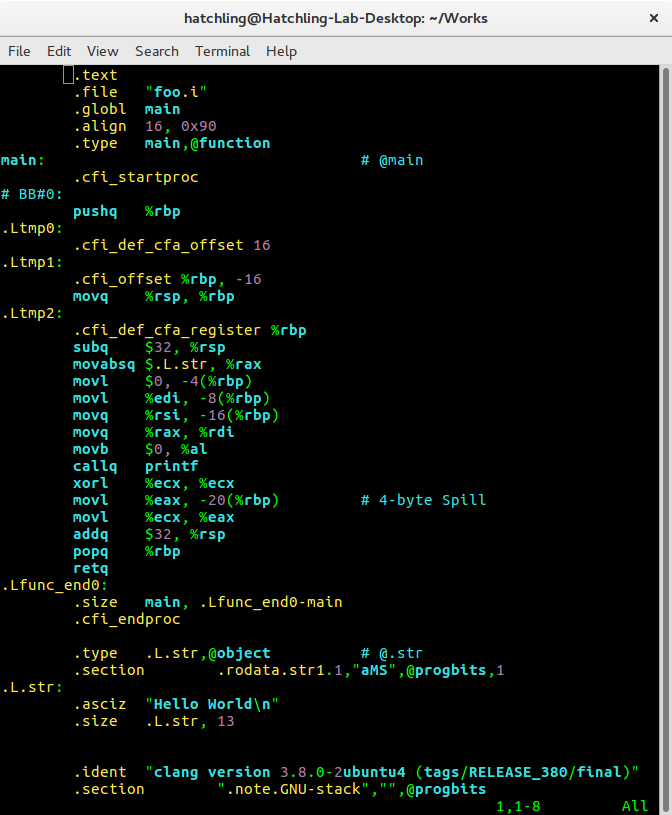 hatchling@Hatchling-Lab-Desktop: ~/Works
File Edit View Search Terminal Help
.text
.file "foo.i"
.globl main
.align 16, 0x90
.type main,@function
main: # @main
.cfi_startproc
# BB#0:
pushq %rbp
.Ltmp0:
.cfi_def_cfa_offset 16
.Ltmp1:
.cfi_offset %rbp, -16
movq %rsp, %rbp
.Ltmp2:
.cfi_def_cfa_register %rbp
subq $32, %rsp
movabsq $.L.str, %rax
movl $0, -4(%rbp)
movl %edi, -8(%rbp)
movq %rsi, -16(%rbp)
movq %rax, %rdi
movb $0, %al
callq printf
xorl %ecx, %ecx
movl %eax, -20(%rbp) # 4-byte Spill
movl %ecx, %eax
addq $32, %rsp
popq %rbp
retq
.Lfunc_end0:
.size main, .Lfunc_end0-main
.cfi_endproc
.type .L.str,@object # @.str
.section .rodata.str1.1,"aMS",@progbits,1
.L.str:
.asciz "Hello World\n"
.size .L.str, 13
.ident "clang version 3.8.0-2ubuntu4 (tags/RELEASE_380/final)"
.section ".note.GNU-stack","",@progbits
1,1-8 All